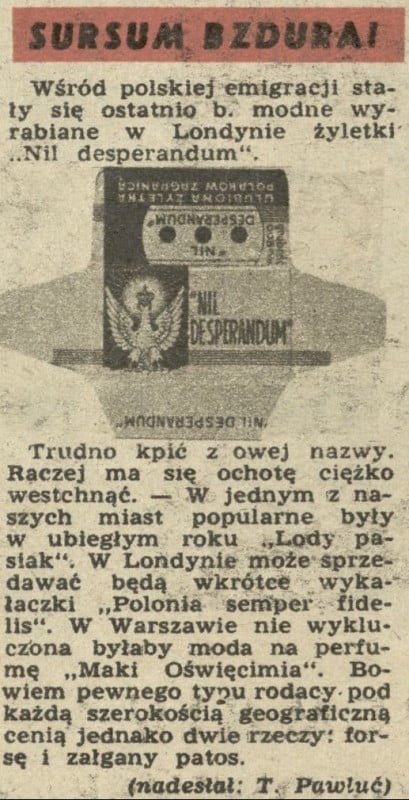 SURSUM BZDURA!
Wśród polskiej emigracji sta-
ły się ostatnio b. modne wy-
rabiane w Londynie żyletki
„Nil desperandum“.
ULUBIONA ŻYLETKA
POLAKÓW ZAGRANICĄ
"NIL
DESPERANDUM"
"NIL
DESPERANDUM"
"NIL DESPERANDUM"
Trudno kpić z owej nazwy.
Raczej ma się ochotę ciężko
westchnąć. — W jednym z na-
szych miast popularne były
w ubiegłym roku „Lody pa-
siak“. W Londynie może sprze-
dawać będą wkrótce wyka-
łaczki „Polonia semper fide-
lis“. W Warszawie nie wyklu-
czona byłaby moda na perfu-
mę „Maki Oświęcimia“. Bo-
wiem pewnego typu rodacy pod
każdą szerokością geograficzną
cenią jednako dwie rzeczy: for-
sę i załgany patos.
(nadesłał: T. Pawluć)